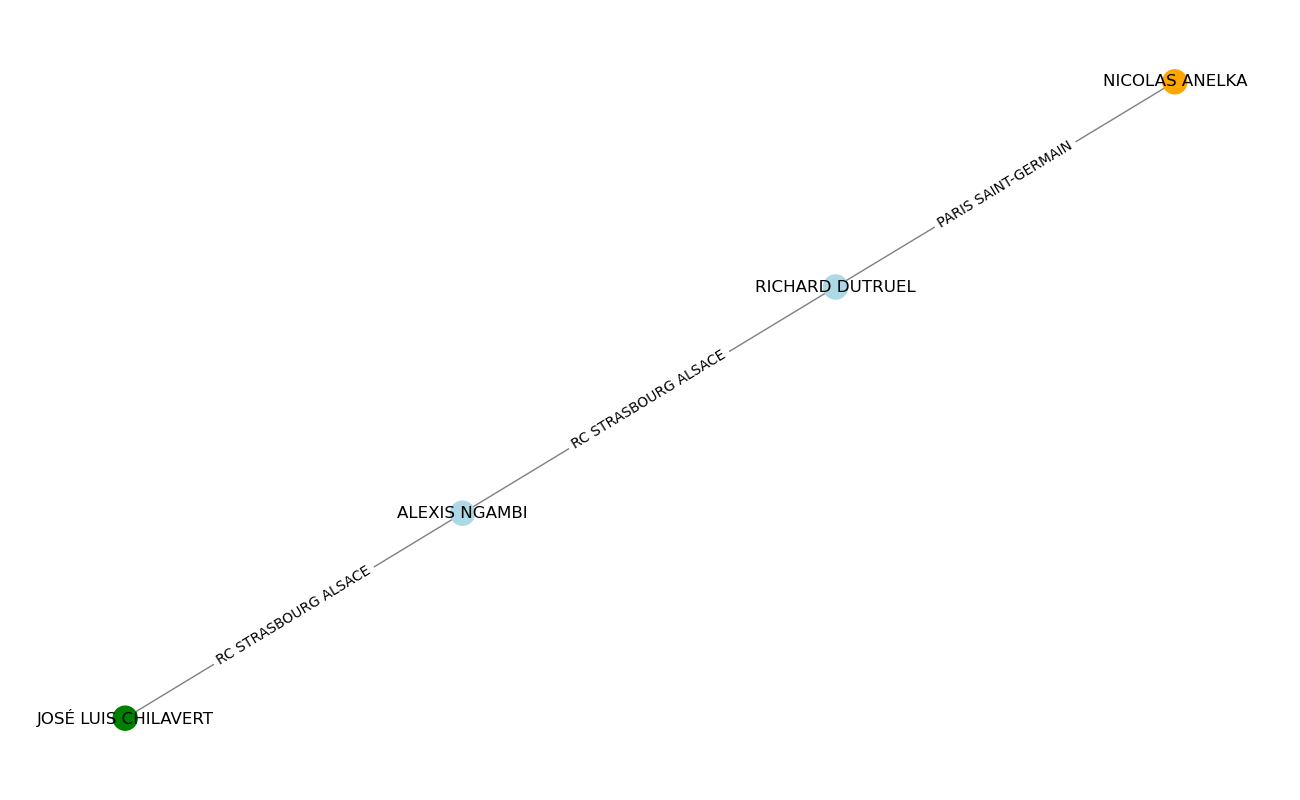 NICOLAS ANELKA
PARIS SAINT-GERMAIN
RICHARD DUTRUEL
RC STRASBOURG ALSACE
ALEXIS NGAMBI
RC STRASBOURG ALSACE
JOSÉ LUIS CHILAVERT